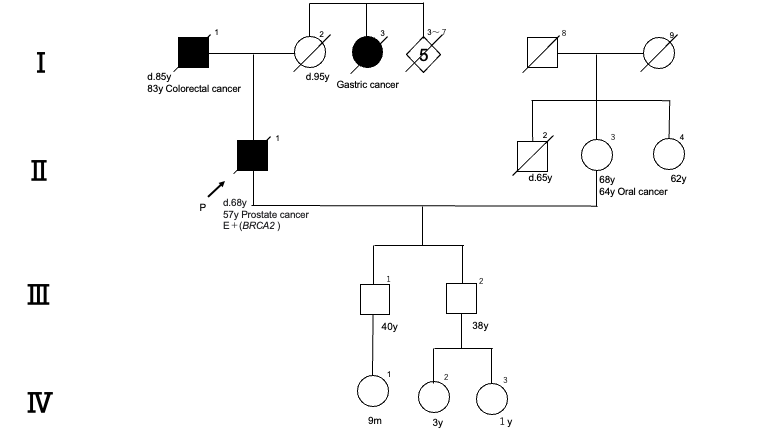 I
1
d.85y
83y Colorectal cancer
2
d.95y
3
Gastric cancer
3~7
5
8
9
II
1
P
d.68y
57y Prostate cancer
E+(BRCA2 )
2
d.65y
3
68y
64y Oral cancer
4
62y
III
1
40y
2
38y
IV
1
9m
2
3y
3
1y